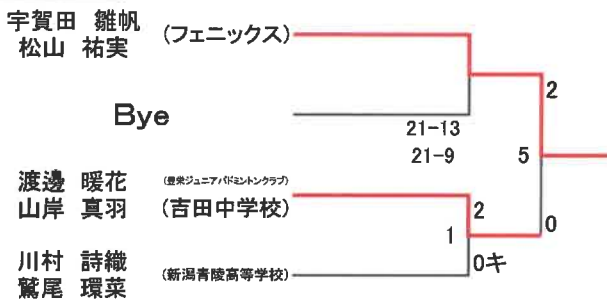 宇賀田 雛帆
松山 祐実
(フェニックス)
2
Bye
21-13
21-9
5
渡邉 暖花
山岸 真羽
(豊栄ジュニアバドミントンクラブ)
(吉田中学校)
2
1
0
川村 詩織
鷲尾 環菜
(新潟青陵高等学校)
0キ